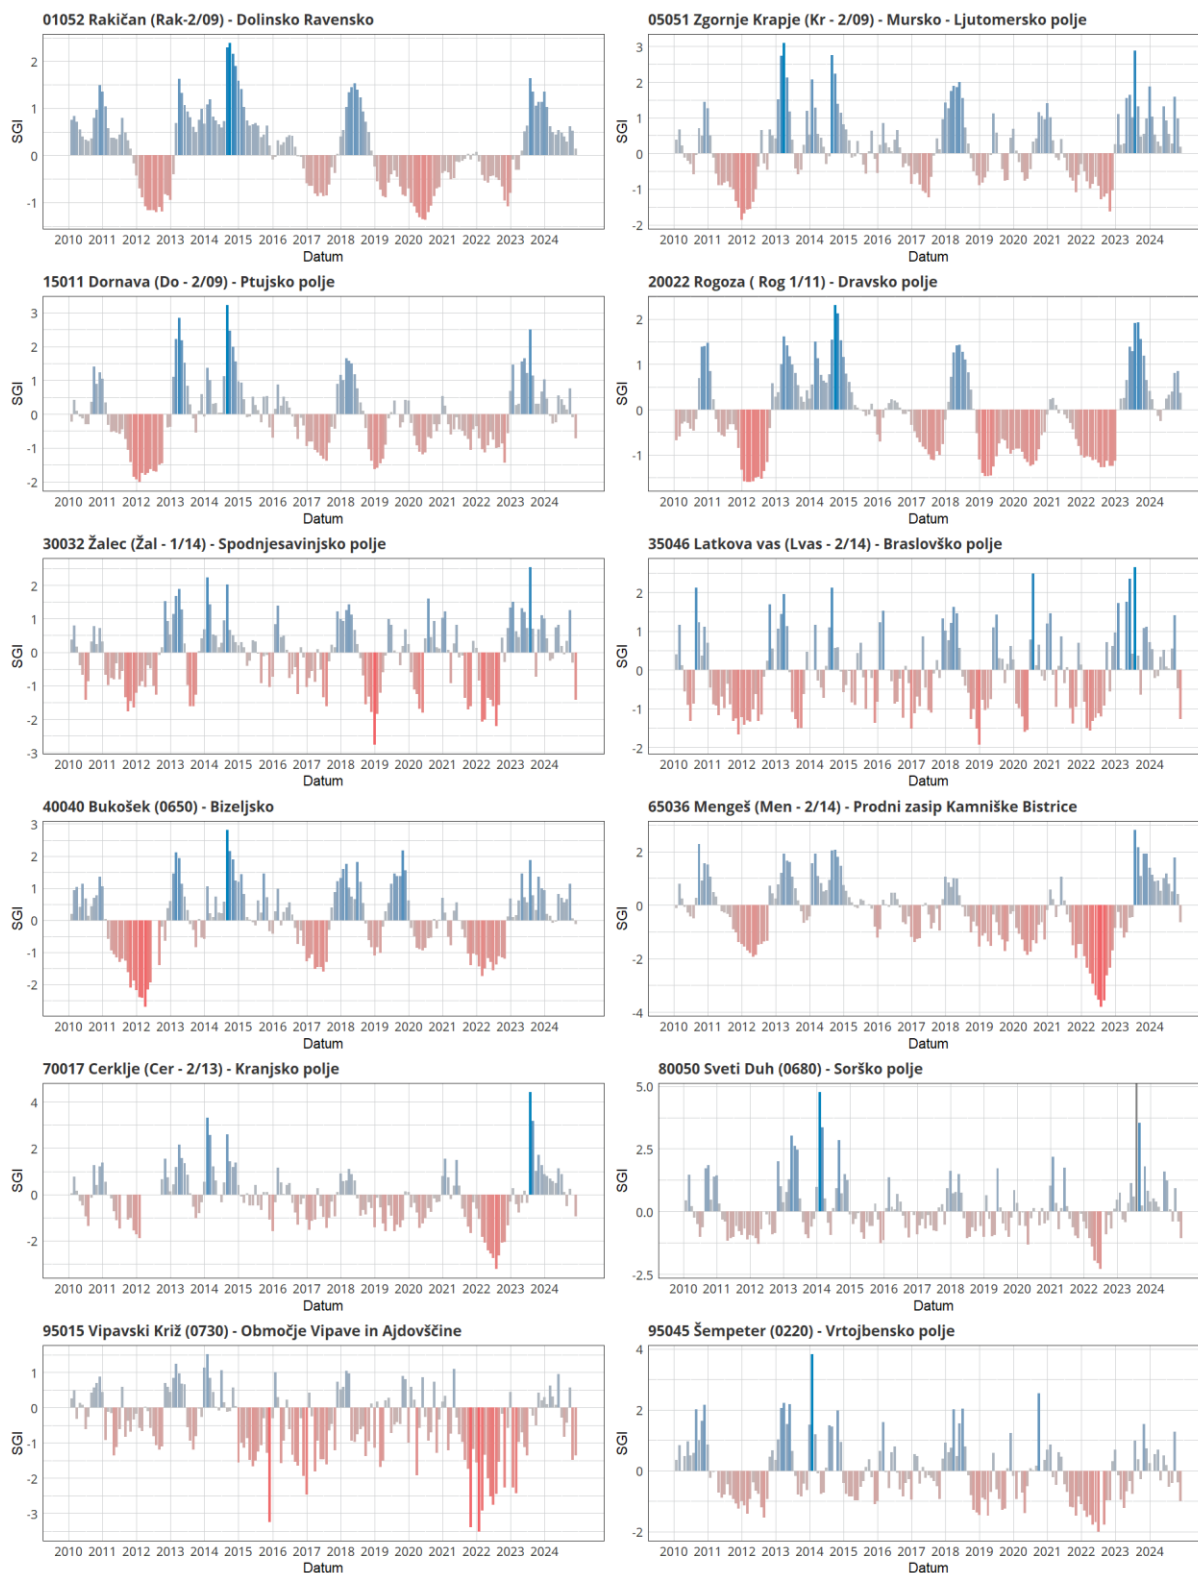 01052 Rakičan (Rak-2/09) - Dolinsko Ravensko
2
1
0
-1
SGI
2010 2011 2012 2013 2014 2015 2016 2017 2018 2019 2020 2021 2022 2023 2024
Datum
05051 Zgornje Krapje (Kr - 2/09) - Mursko - Ljutomersko polje
3
2
1
0
-1
-2
SGI
2010 2011 2012 2013 2014 2015 2016 2017 2018 2019 2020 2021 2022 2023 2024
Datum
15011 Dornava (Do - 2/09) - Ptujsko polje
3
2
1
0
-1
-2
SGI
2010 2011 2012 2013 2014 2015 2016 2017 2018 2019 2020 2021 2022 2023 2024
Datum
20022 Rogoza ( Rog 1/11) - Dravsko polje
2
1
0
-1
SGI
2010 2011 2012 2013 2014 2015 2016 2017 2018 2019 2020 2021 2022 2023 2024
Datum
30032 Žalec (Žal - 1/14) - Spodnjesavinjsko polje
2
1
0
-1
-2
-3
SGI
2010 2011 2012 2013 2014 2015 2016 2017 2018 2019 2020 2021 2022 2023 2024
Datum
35046 Latkova vas (Lvas - 2/14) - Braslovško polje
2
1
0
-1
-2
SGI
2010 2011 2012 2013 2014 2015 2016 2017 2018 2019 2020 2021 2022 2023 2024
Datum
40040 Bukošek (0650) - Bizeljsko
3
2
1
0
-1
-2
SGI
2010 2011 2012 2013 2014 2015 2016 2017 2018 2019 2020 2021 2022 2023 2024
Datum
65036 Mengeš (Men - 2/14) - Prodni zasip Kamniške Bistrice
2
0
-2
-4
SGI
2010 2011 2012 2013 2014 2015 2016 2017 2018 2019 2020 2021 2022 2023 2024
Datum
70017 Cerklje (Cer - 2/13) - Kranjsko polje
4
2
0
-2
SGI
2010 2011 2012 2013 2014 2015 2016 2017 2018 2019 2020 2021 2022 2023 2024
Datum
80050 Sveti Duh (0680) - Sorško polje
5.0
2.5
0.0
-2.5
SGI
2010 2011 2012 2013 2014 2015 2016 2017 2018 2019 2020 2021 2022 2023 2024
Datum
95015 Vipavski Križ (0730) - Območje Vipave in Ajdovščine
1
0
-1
-2
-3
SGI
2010 2011 2012 2013 2014 2015 2016 2017 2018 2019 2020 2021 2022 2023 2024
Datum
95045 Šempeter (0220) - Vrtojbensko polje
4
2
0
-2
SGI
2010 2011 2012 2013 2014 2015 2016 2017 2018 2019 2020 2021 2022 2023 2024
Datum